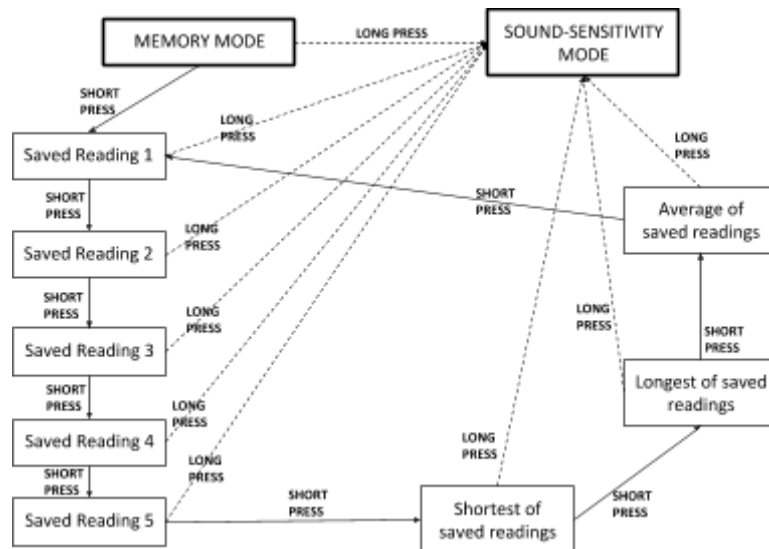 MEMORY MODE
LONG PRESS
SOUND-SENSITIVITY
MODE
SHORT
PRESS
LONG
PRESS
Saved Reading 1
SHORT
PRESS
LONG
PRESS
SHORT
PRESS
Average of
saved readings
Saved Reading 2
LONG
PRESS
SHORT
PRESS
LONG
PRESS
Saved Reading 3
LONG
PRESS
SHORT
PRESS
SHORT
PRESS
Longest of saved
readings
Saved Reading 4
LONG
PRESS
LONG
PRESS
SHORT
PRESS
LONG
PRESS
Saved Reading 5
SHORT
PRESS
Shortest of
saved readings
SHORT
PRESS